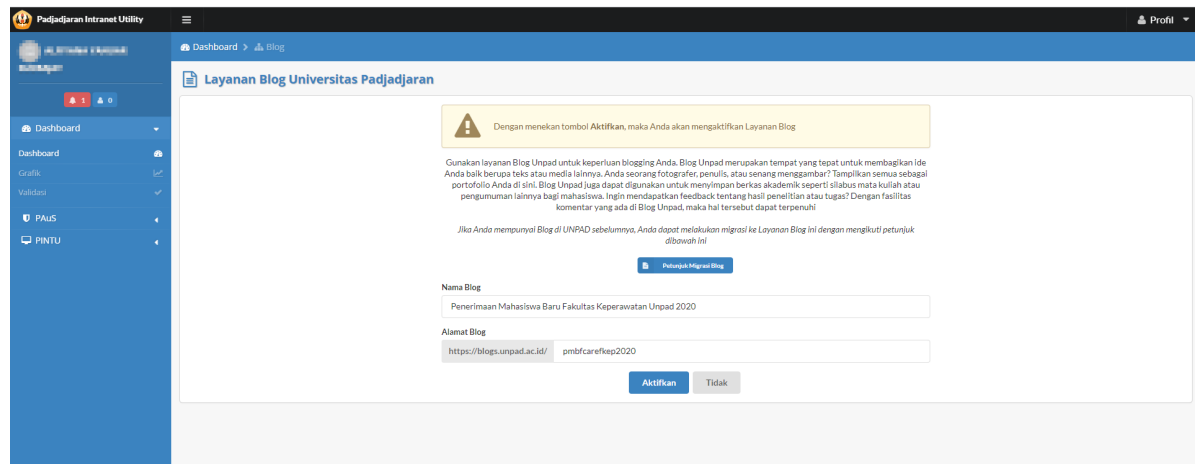 Padjadjaran Intranet Utility
Profil
Dashboard > Blog
Layanan Blog Universitas Padjadjaran
1 0
Dashboard
Dashboard
Grafik
Validasi
PAuS
PINTU
Dengan menekan tombol Aktifkan, maka Anda akan mengaktifkan Layanan Blog
Gunakan layanan Blog Unpad untuk keperluan blogging Anda. Blog Unpad merupakan tempat yang tepat untuk membagikan ide
Anda baik berupa teks atau media lainnya. Anda seorang fotografer, penulis, atau senang menggambar? Tampilkan semua sebagai
portofolio Anda di sini. Blog Unpad juga dapat digunakan untuk menyimpan berkas akademik seperti silabus mata kuliah atau
pengumuman lainnya bagi mahasiswa. Ingin mendapatkan feedback tentang hasil penelitian atau tugas? Dengan fasilitas
komentar yang ada di Blog Unpad, maka hal tersebut dapat terpenuhi
Jika Anda mempunyai Blog di UNPAD sebelumnya, Anda dapat melakukan migrasi ke Layanan Blog ini dengan mengikuti petunjuk
dibawah ini
Petunjuk Migrasi Blog
Nama Blog
Penerimaan Mahasiswa Baru Fakultas Keperawatan Unpad 2020
Alamat Blog
https://blogs.unpad.ac.id/ pmbfcarefkep2020
Aktifkan Tidak